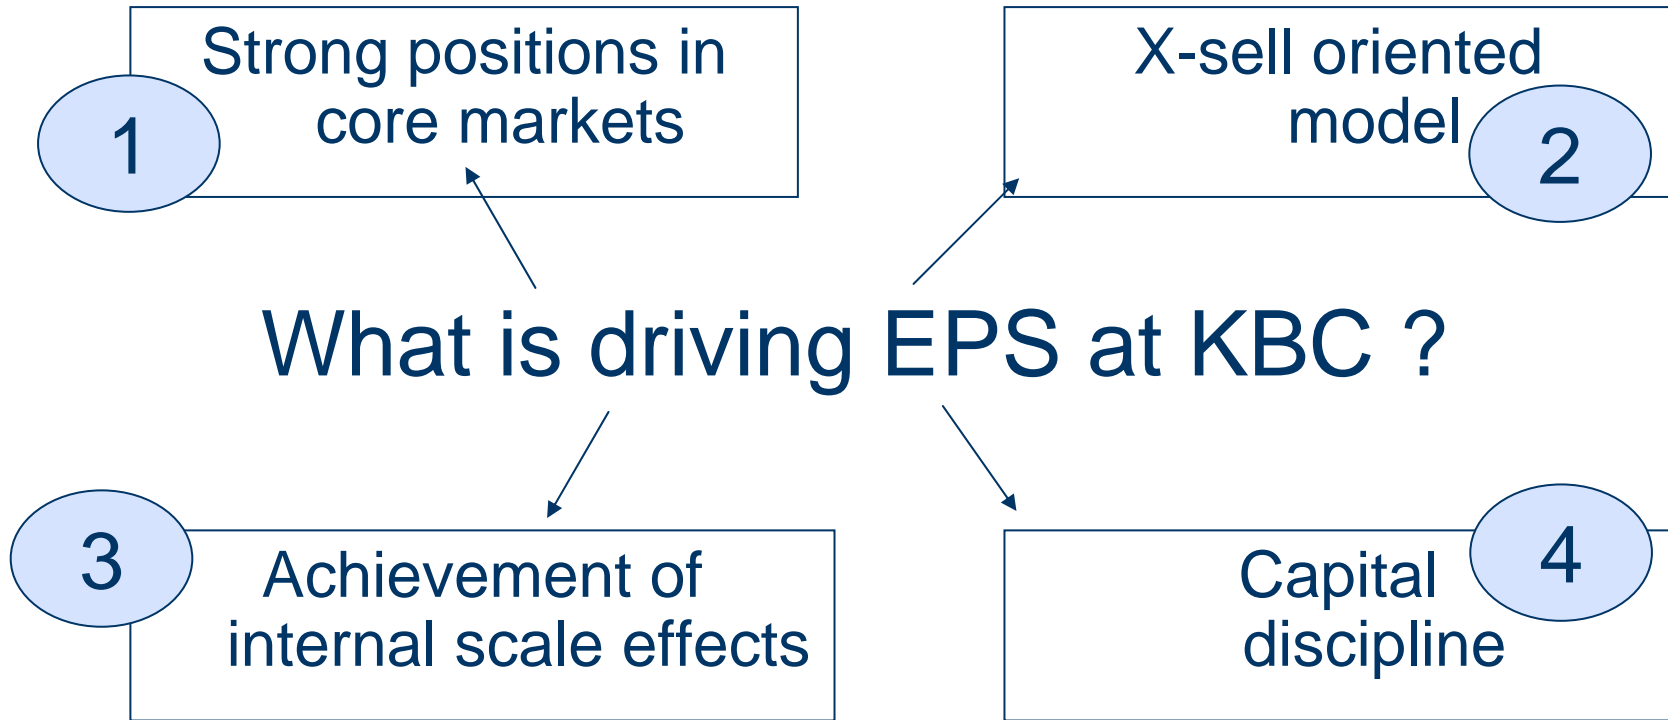 1
Strong positions in
core markets
X-sell oriented
model
2
What is driving EPS at KBC ?
3
Achievement of
internal scale effects
Capital
discipline
4